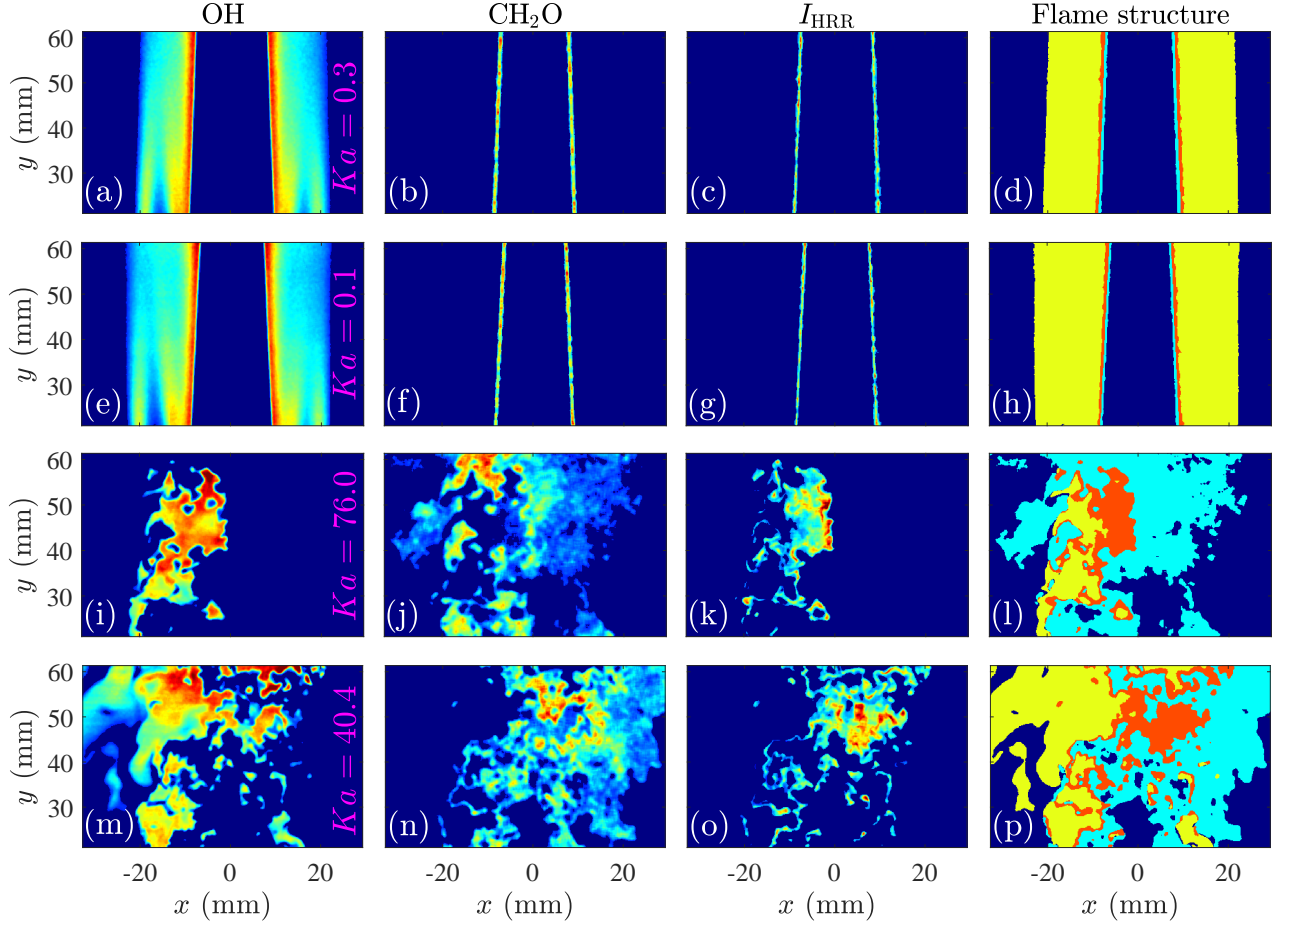 OH CH₂O I_HRR Flame structure
60
50
40
30
y (mm)
Ka = 0.3
(a) (b) (c) (d)
60
50
40
30
y (mm)
Ka = 0.1
(e) (f) (g) (h)
60
50
40
30
y (mm)
Ka = 76.0
(i) (j) (k) (l)
60
50
40
30
y (mm)
Ka = 40.4
(m) (n) (o) (p)
-20 0 20 -20 0 20 -20 0 20 -20 0 20
x (mm) x (mm) x (mm) x (mm)